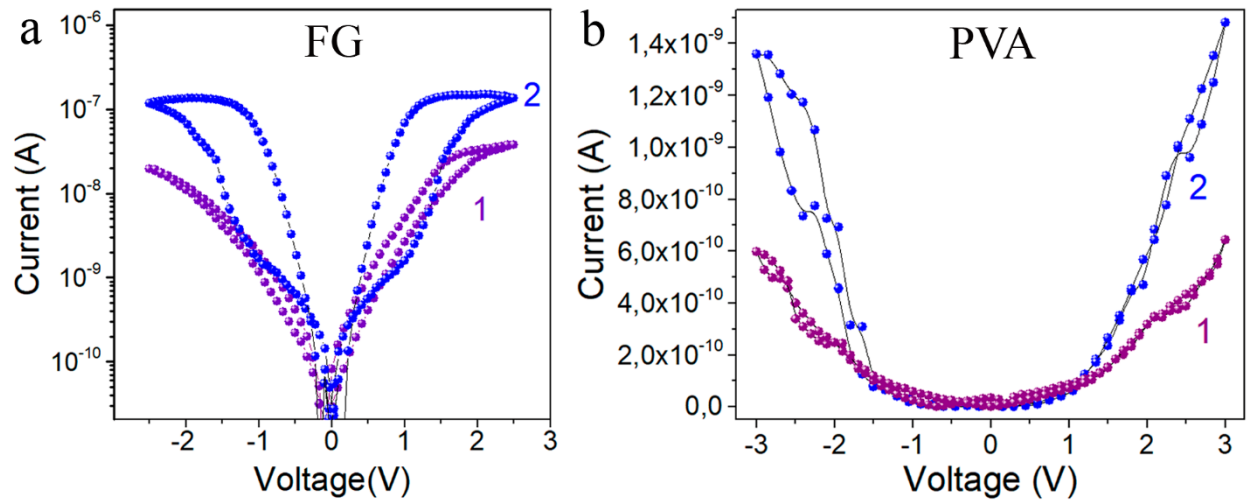 a
FG
10⁻⁶
10⁻⁷
10⁻⁸
10⁻⁹
10⁻¹⁰
Current (A)
2
1
-2
-1
0
1
2
3
Voltage(V)
b
PVA
1,4x10⁻⁹
1,2x10⁻⁹
1,0x10⁻⁹
8,0x10⁻¹⁰
6,0x10⁻¹⁰
4,0x10⁻¹⁰
2,0x10⁻¹⁰
0,0
Current (A)
2
1
-3
-2
-1
0
1
2
3
Voltage (V)